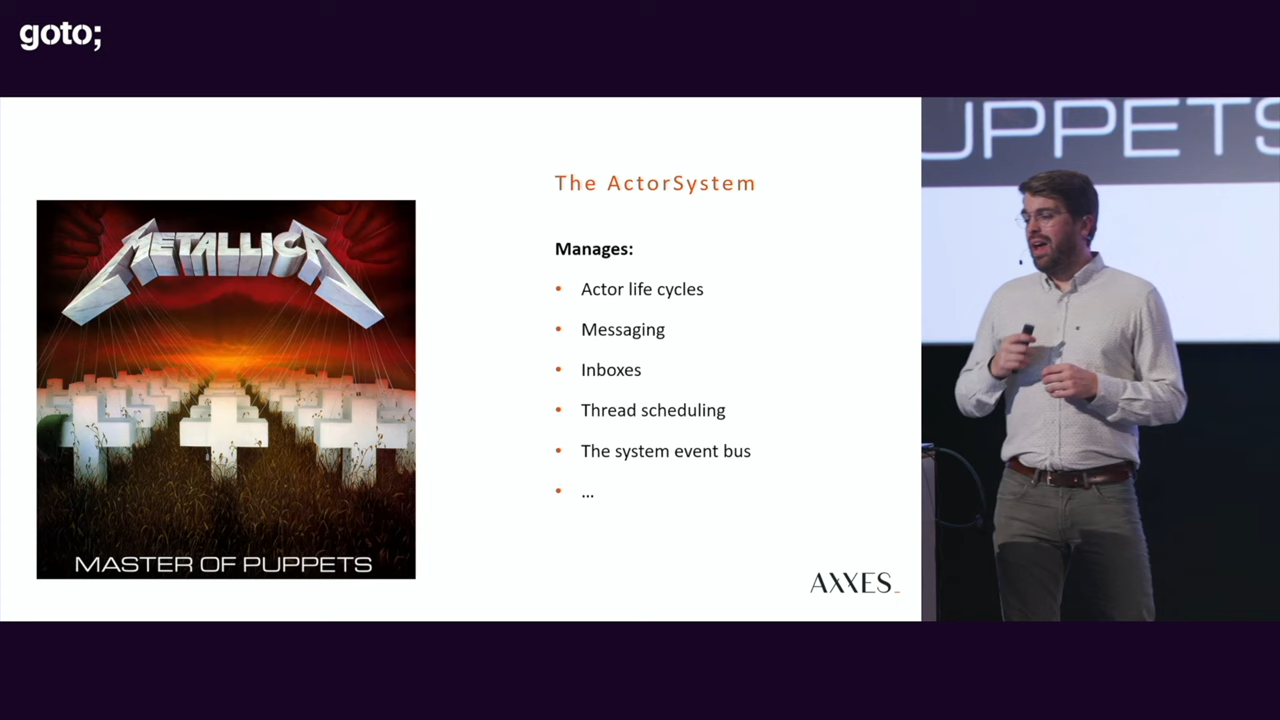 goto;
UPPETS
The ActorSystem
METALLICA
Manages:
• Actor life cycles
• Messaging
• Inboxes
• Thread scheduling
• The system event bus
• ...
MASTER OF PUPPETS
AXXES_